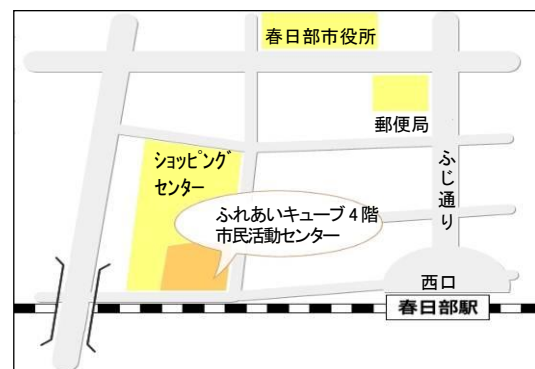 春日部市役所
郵便局
ショッピング
センター
ふじ通り
ふれあいキューブ4階
市民活動センター
西口
春日部駅